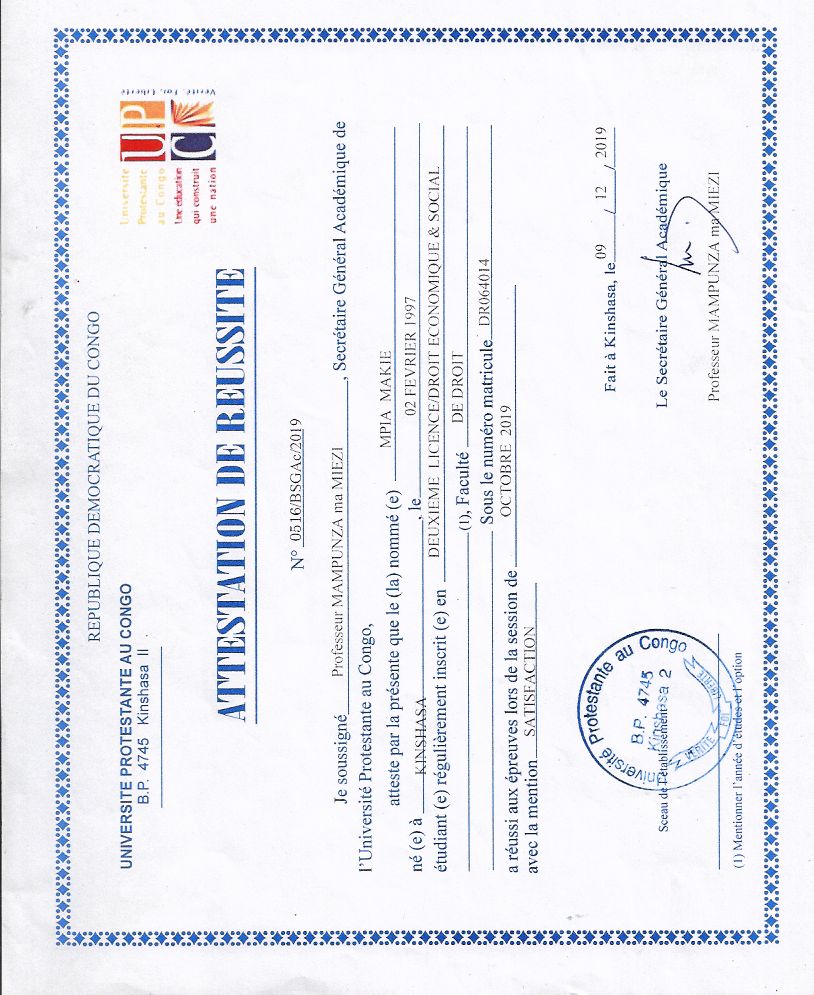 REPUBLIQUE DEMOCRATIQUE DU CONGO
UNIVERSITE PROTESTANTE AU CONGO
B.P. 4745 Kinshasa II
Université
Protestante
au Congo
Une éducation
qui construit
une nation
UPC
Vérité, Foi, Liberté
ATTESTATION DE REUSSITE
N° 0516/BSGAc/2019
Je soussigné Professeur MAMPUNZA ma MIEZI, Secrétaire Général Académique de
l'Université Protestante au Congo,
atteste par la présente que le (la) nommé (e) MPIA MAKIE
né (e) à KINSHASA, le 02 FEVRIER 1997
étudiant (e) régulièrement inscrit (e) en DEUXIEME LICENCE/DROIT ECONOMIQUE & SOCIAL
(1), Faculté DE DROIT
Sous le numéro matricule DR064014
a réussi aux épreuves lors de la session de OCTOBRE 2019
avec la mention SATISFACTION
Fait à Kinshasa, le 09 / 12 / 2019
Le Secrétaire Général Académique
Professeur MAMPUNZA ma MIEZI
Université Protestante au Congo
B.P. 4745
Kinshasa 2
VERITE FOI LIBERTE
Sceau de l'établissement
(1) Mentionner l'année d'études et l'option